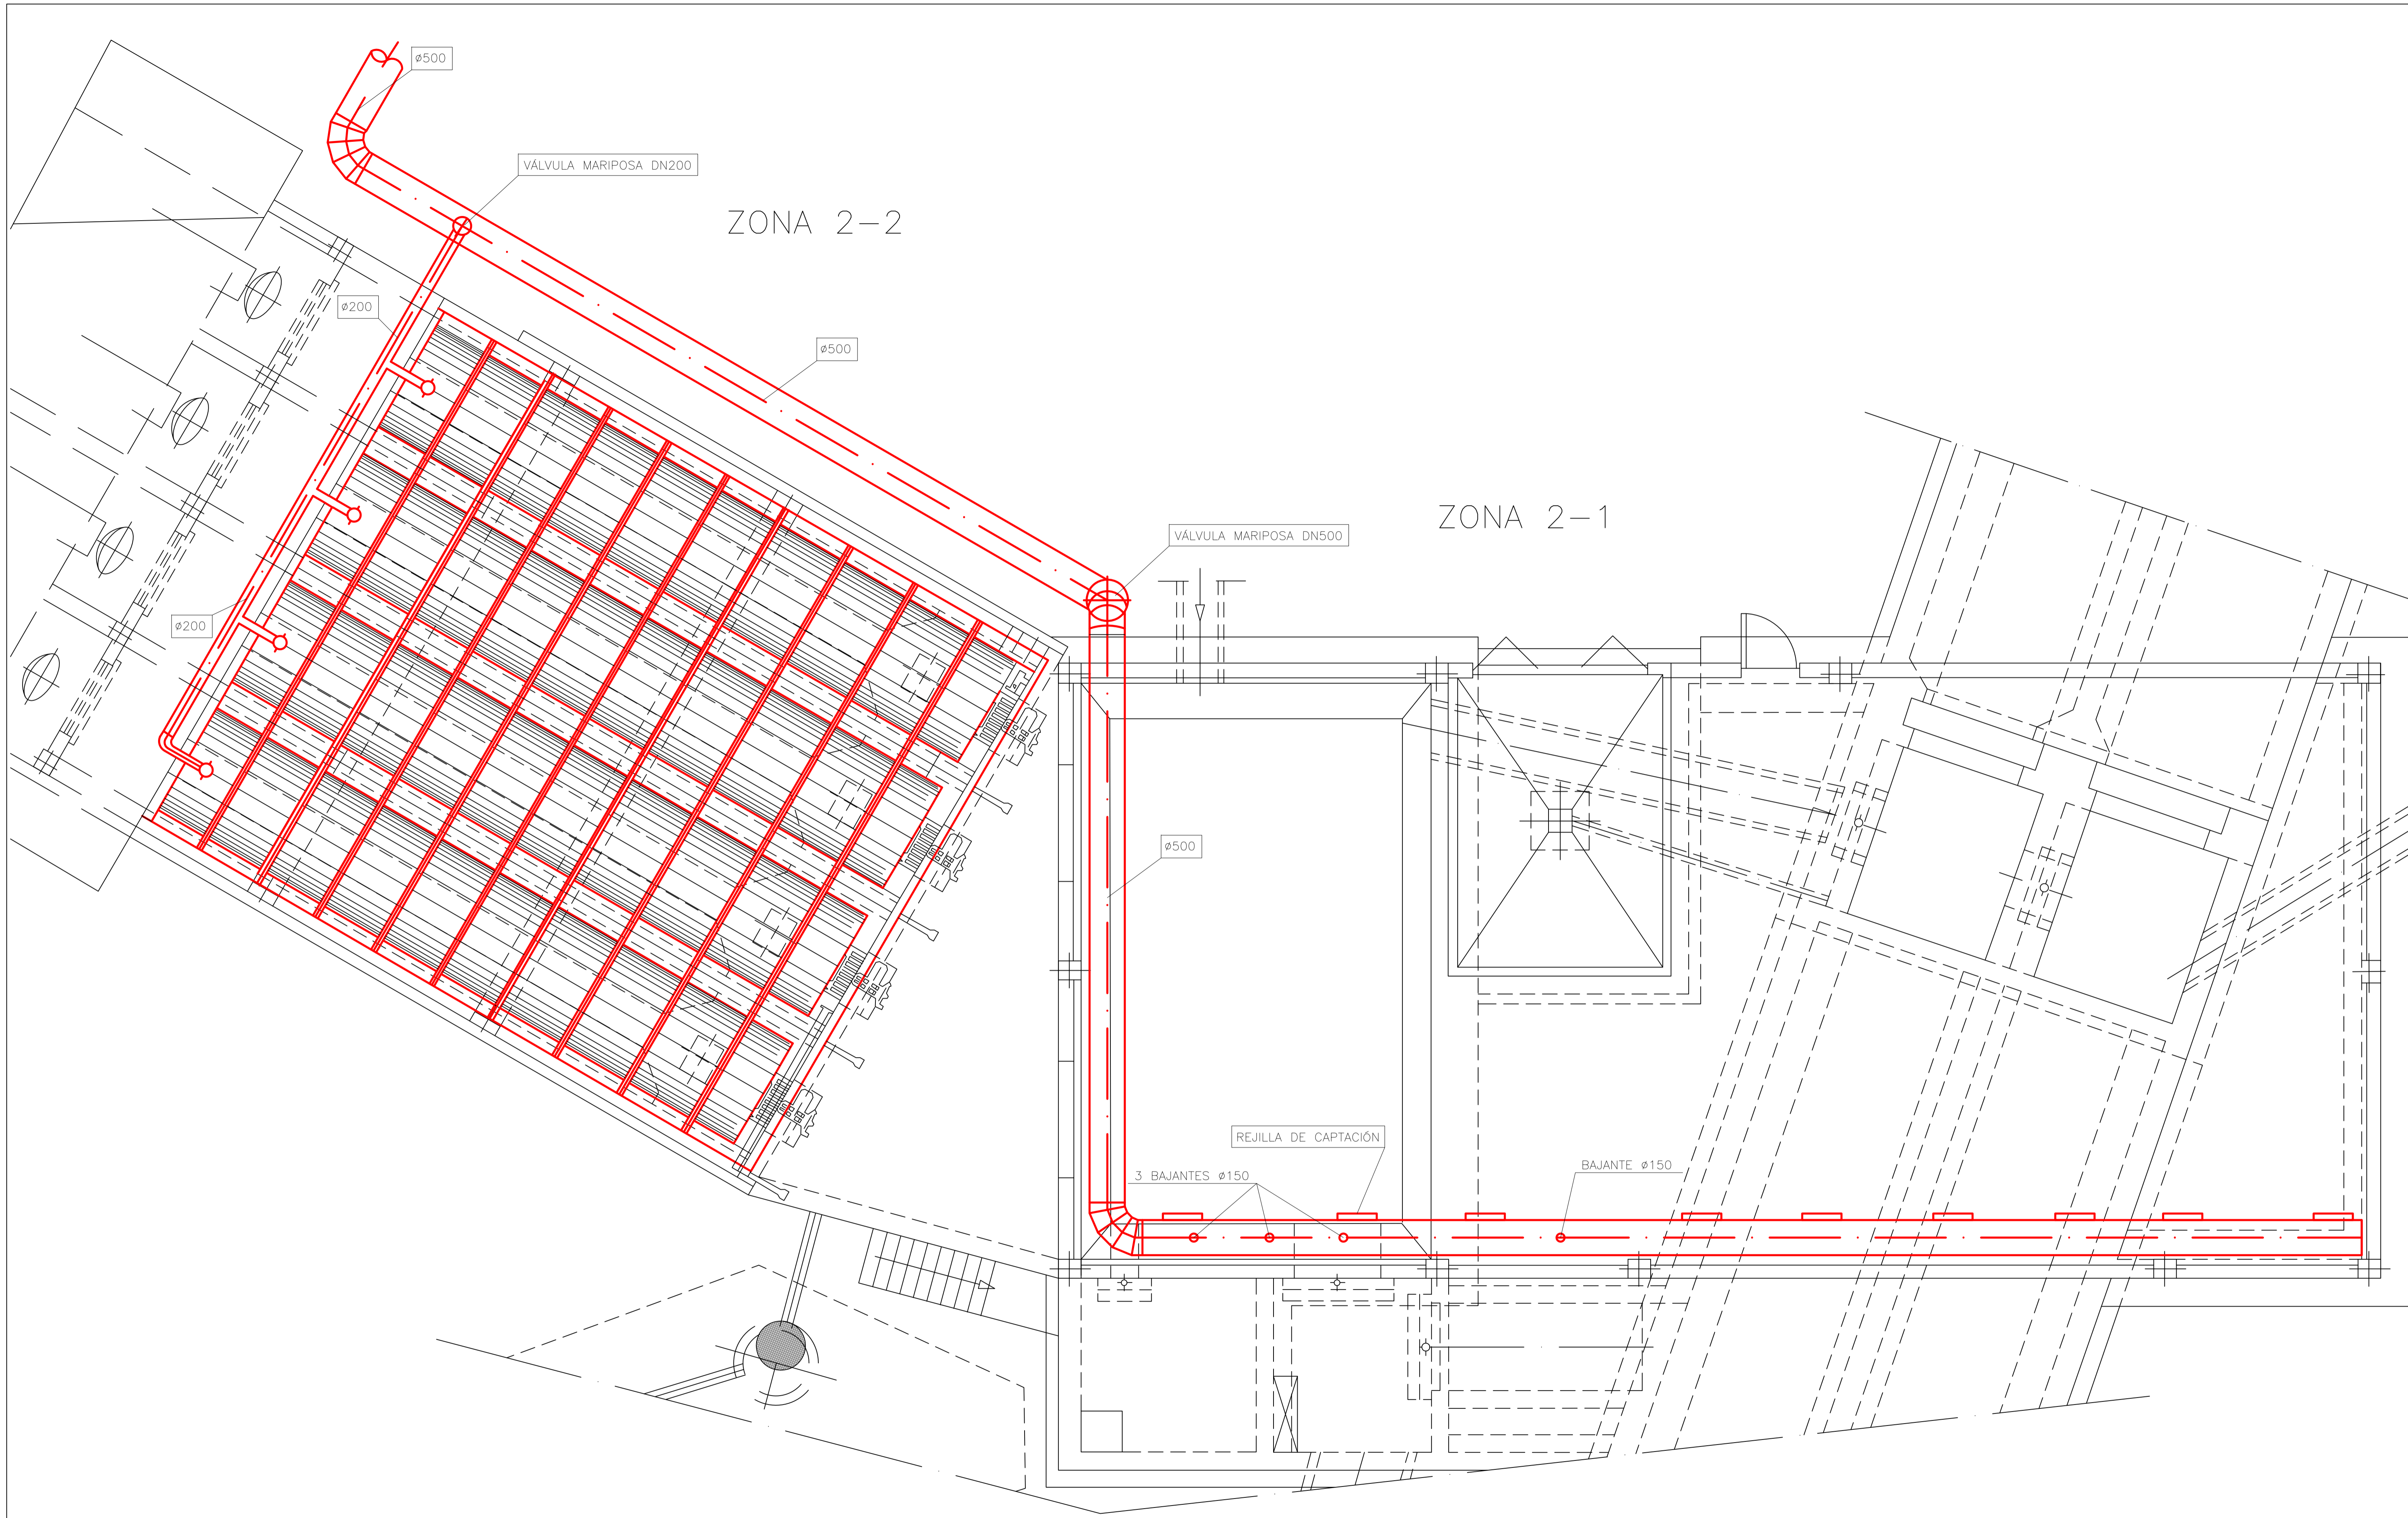 ø500
VÁLVULA MARIPOSA DN200
ZONA 2-2
ø200
ø500
ZONA 2-1
VÁLVULA MARIPOSA DN500
ø200
ø500
REJILLA DE CAPTACIÓN
3 BAJANTES ø150
BAJANTE ø150